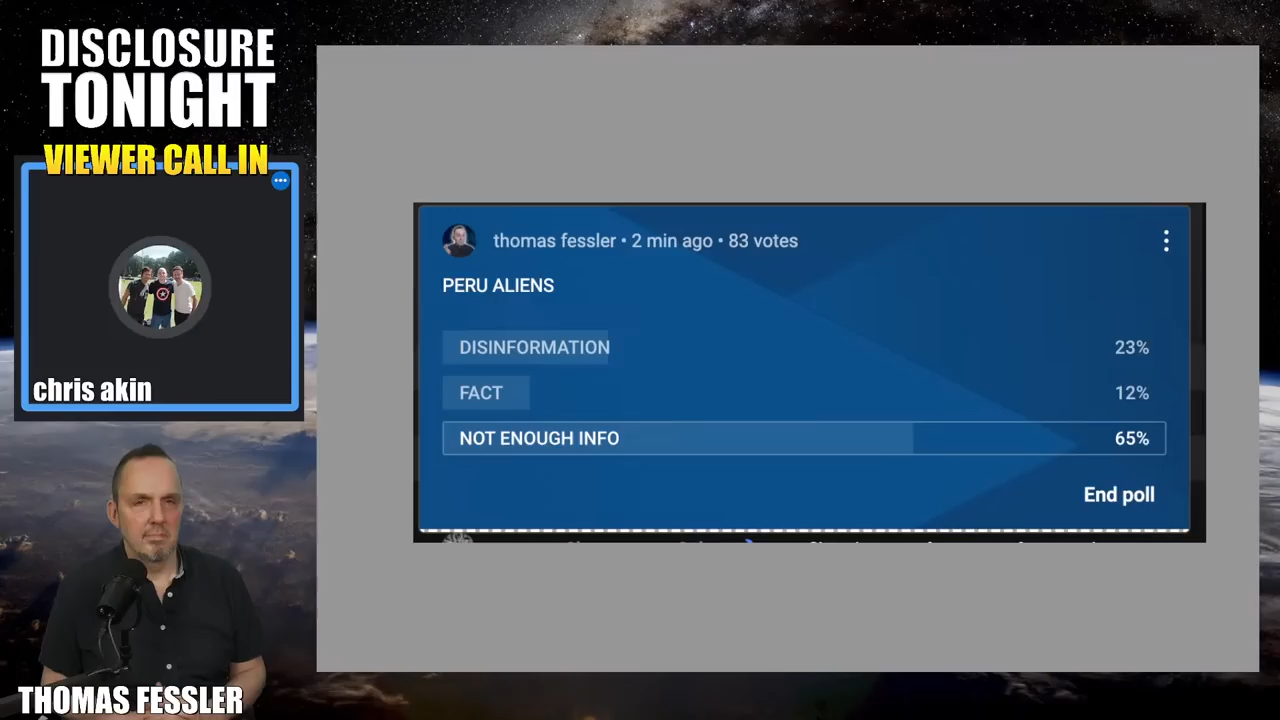 DISCLOSURE
TONIGHT
VIEWER CALL IN
chris akin
THOMAS FESSLER
thomas fessler • 2 min ago • 83 votes
PERU ALIENS
DISINFORMATION 23%
FACT 12%
NOT ENOUGH INFO 65%
End poll